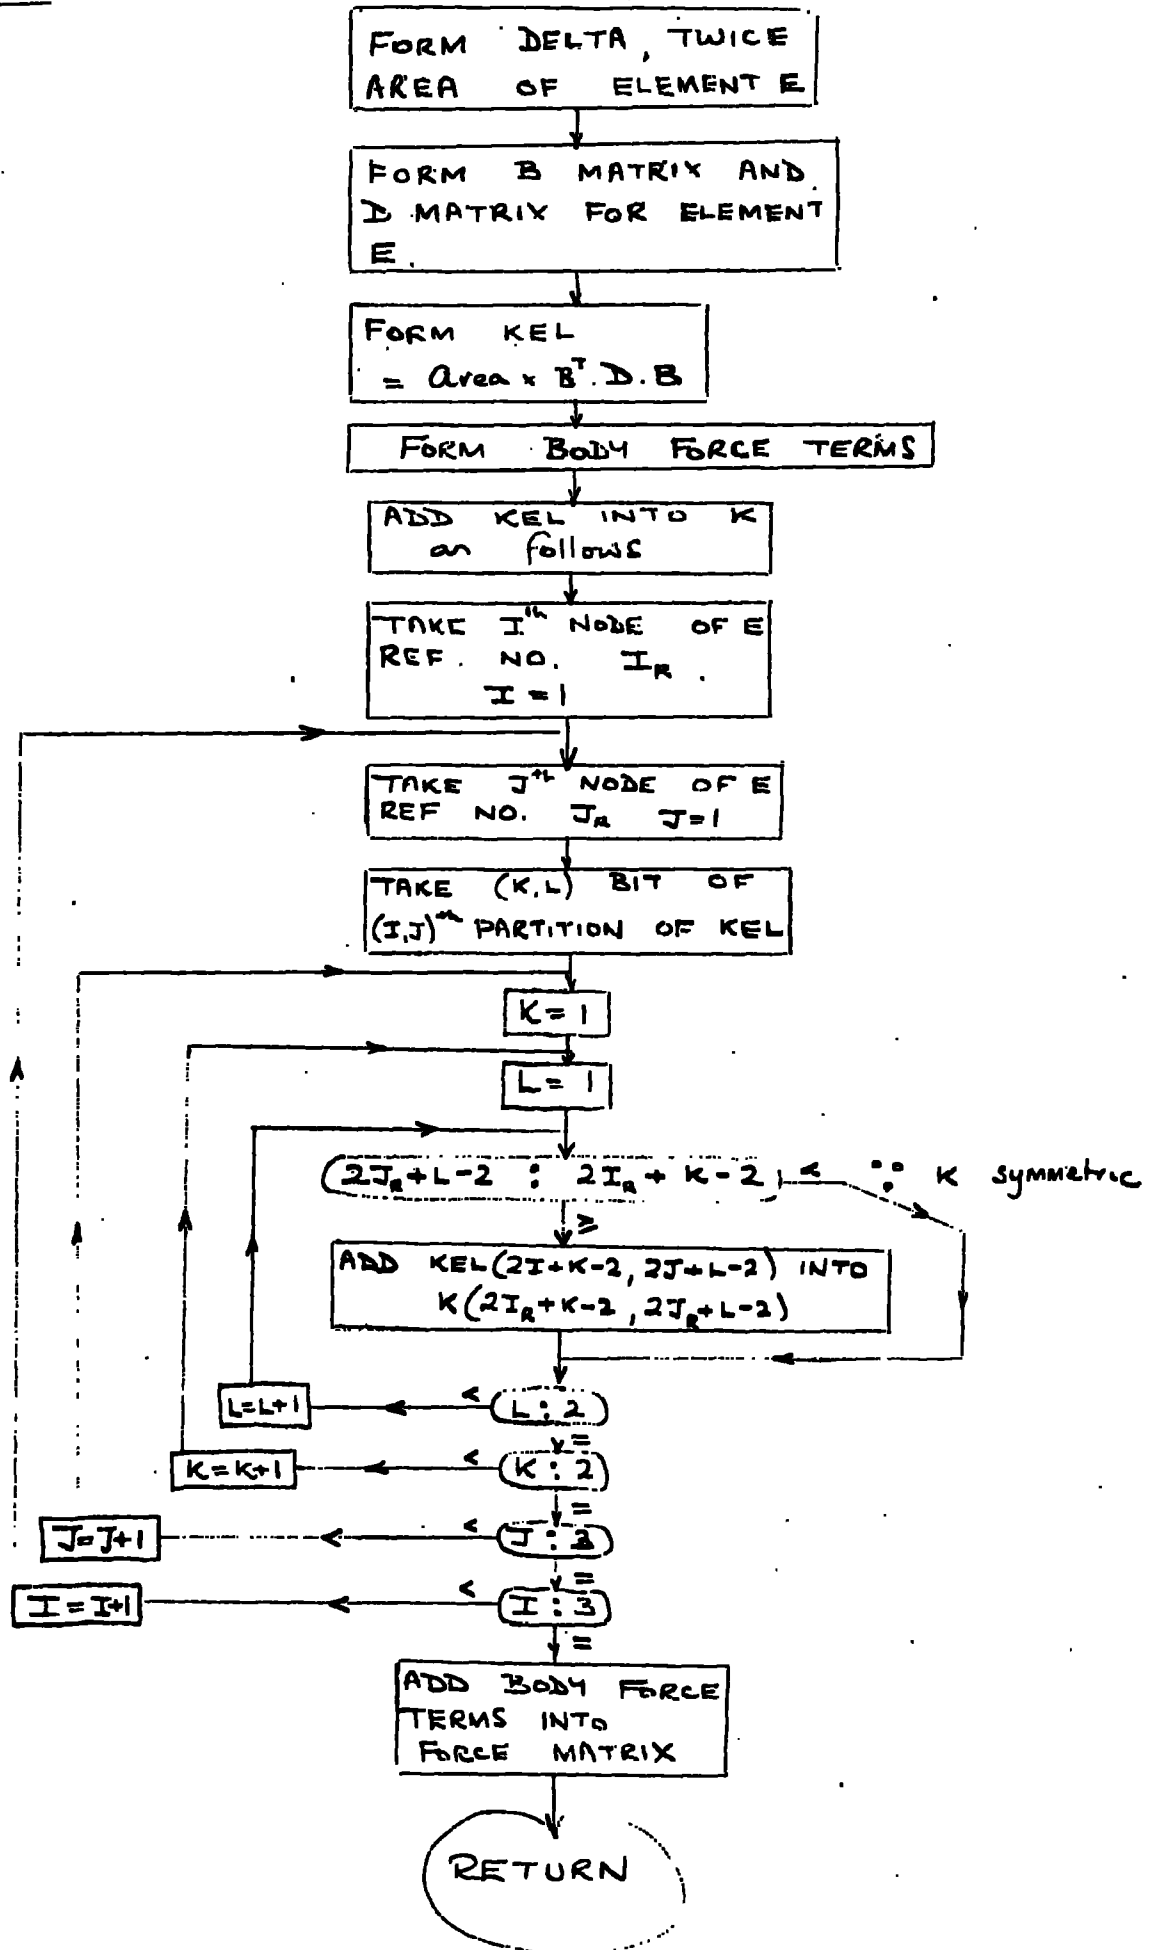 FORM DELTA, TWICE
AREA OF ELEMENT E
FORM B MATRIX AND
D MATRIX FOR ELEMENT
E.
FORM KEL
= Area × Bᵀ.D.B
FORM BODY FORCE TERMS
ADD KEL INTO K
as follows
TAKE Iᵗʰ NODE OF E
REF. NO. I_R.
I = 1
TAKE Jᵗʰ NODE OF E
REF NO. J_R J=1
TAKE (K,L) BIT OF
(I,J)ᵗʰ PARTITION OF KEL
K = 1
L = 1
2J_R+L-2 : 2I_R+K-2 < ∵ K symmetric
≥
ADD KEL(2I+K-2, 2J+L-2) INTO
K(2I_R+K-2, 2J_R+L-2)
L=L+1 < L : 2
=
K=K+1 < K : 2
=
J=J+1 < J : 3
=
I=I+1 < I : 3
=
ADD BODY FORCE
TERMS INTO
FORCE MATRIX
RETURN